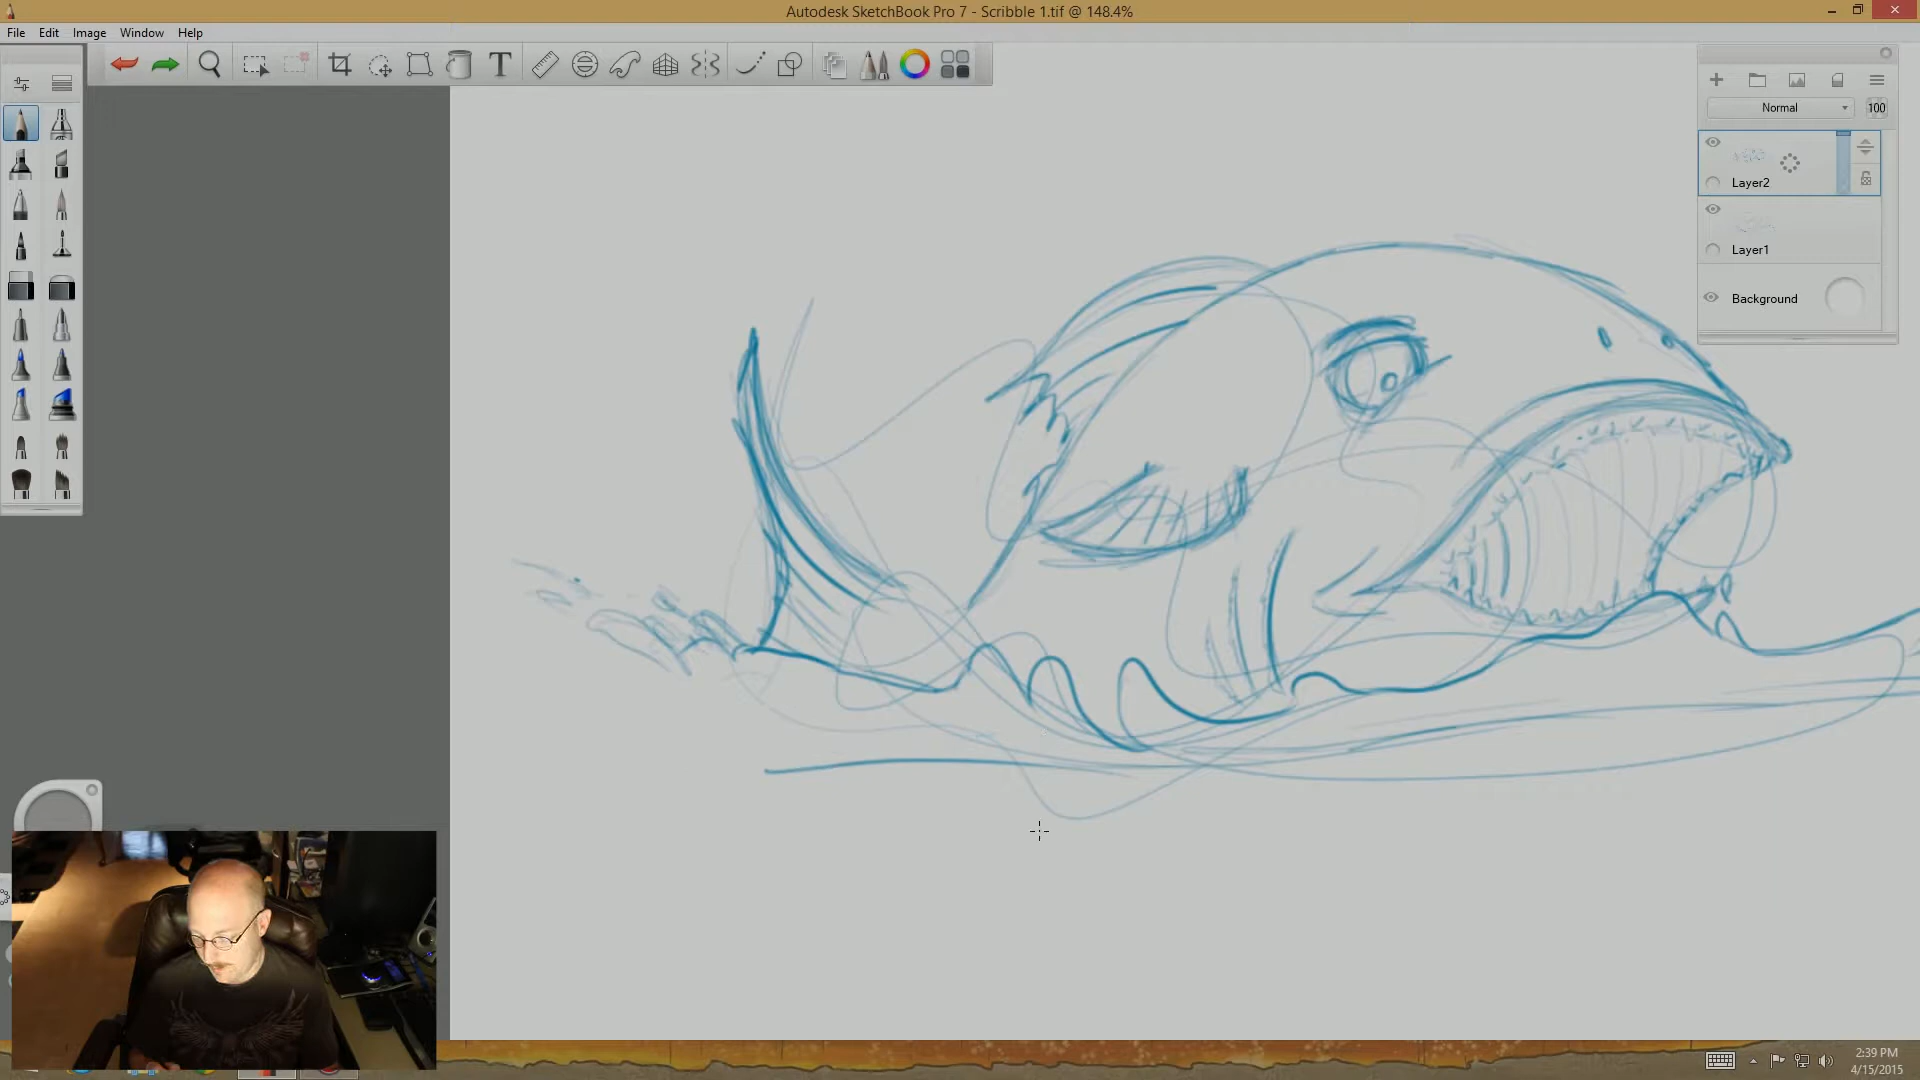 Autodesk SketchBook Pro 7 - Scribble 1.tif @ 148.4%
File Edit Image Window Help
T
Normal 100
Layer2
Layer1
Background
2:39 PM
4/15/2015